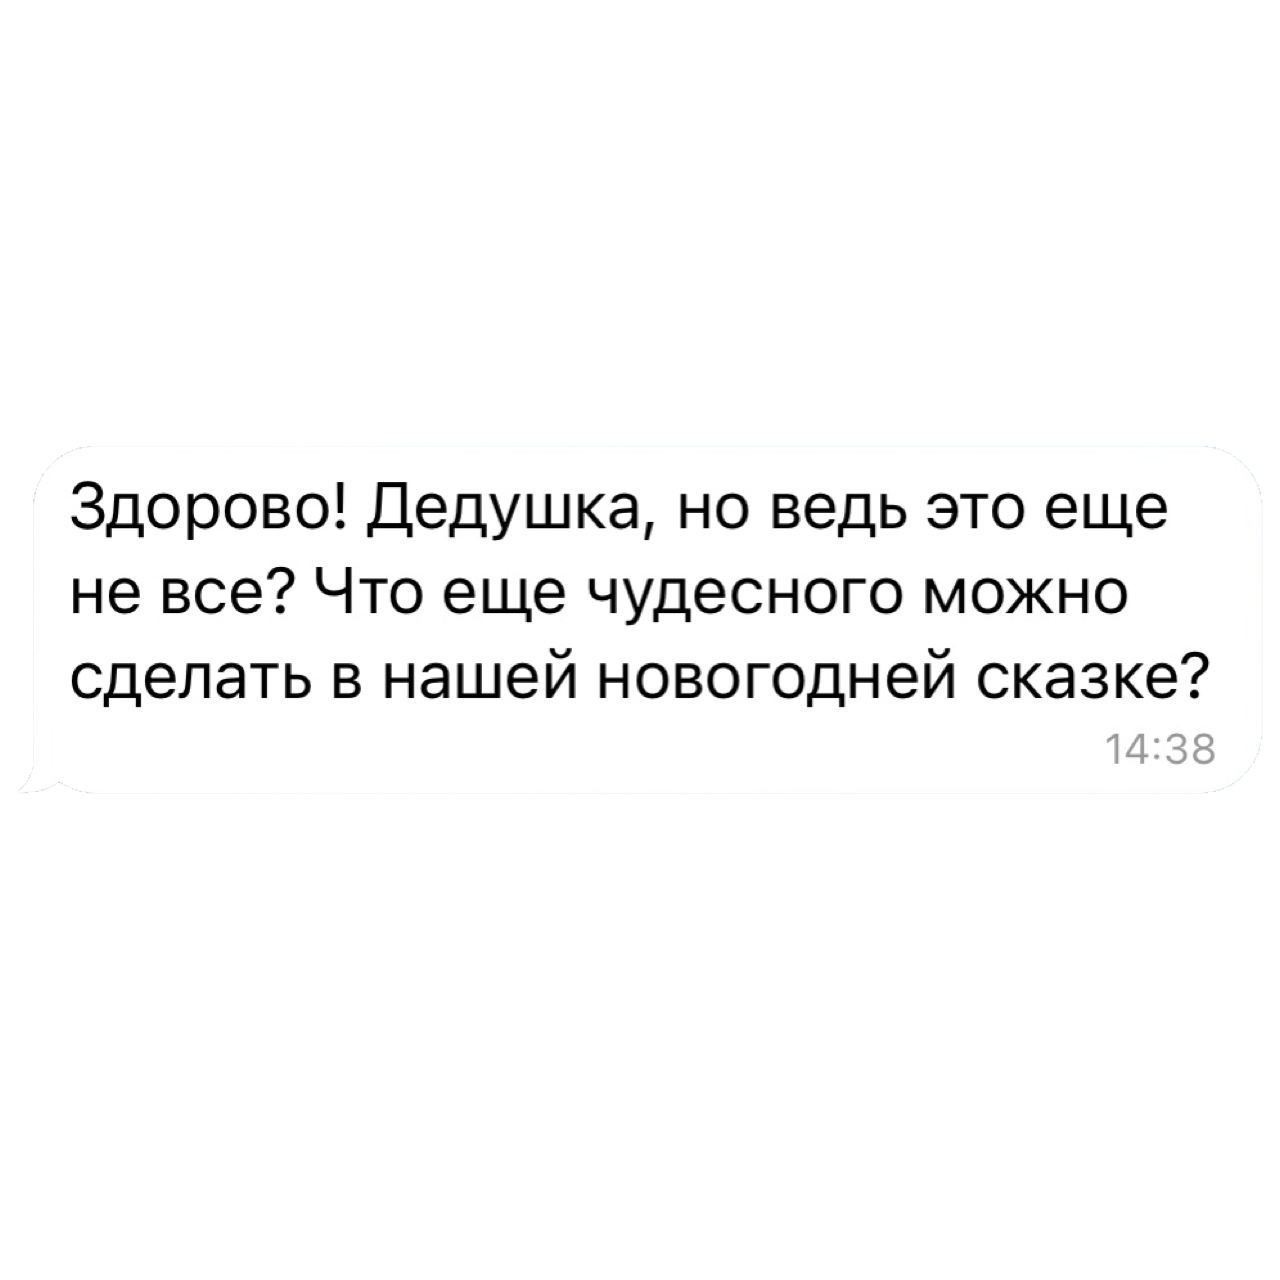 Здорово! Дедушка, но ведь это еще
не все? Что еще чудесного можно
сделать в нашей новогодней сказке?
14:38